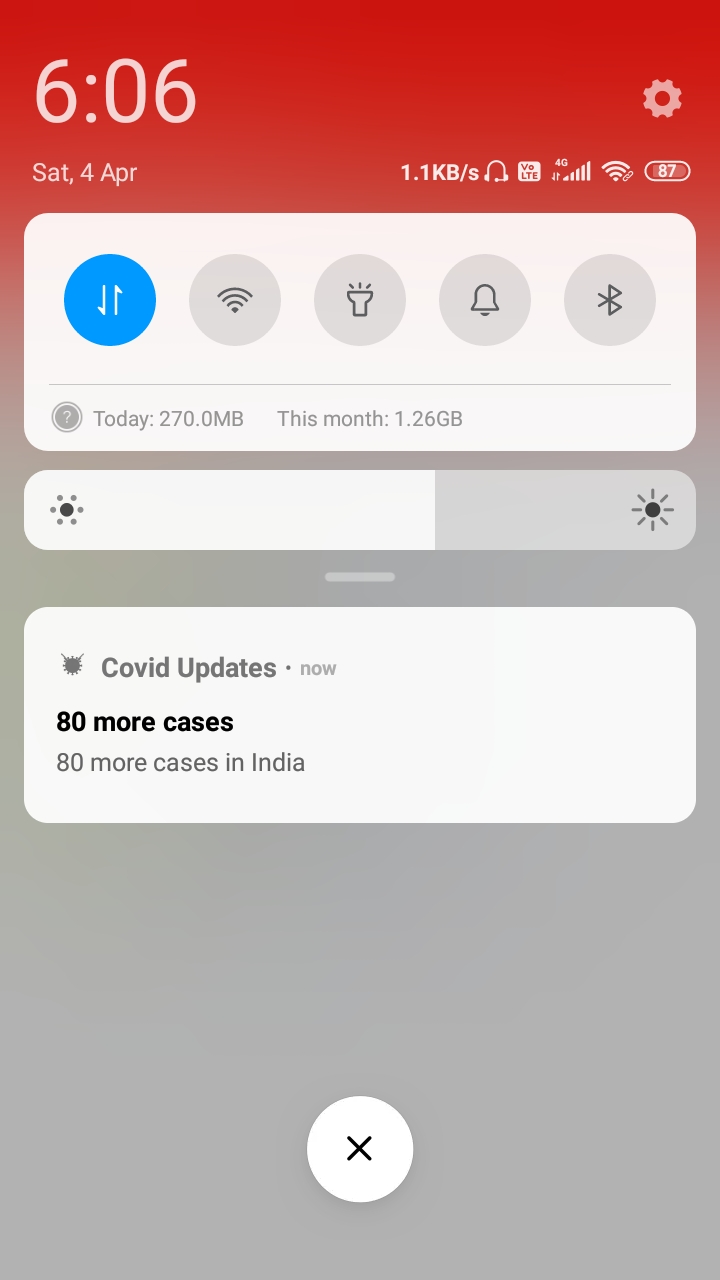 6:06
Sat, 4 Apr 1.1KB/s Vo LTE 4G 87
? Today: 270.0MB This month: 1.26GB
Covid Updates • now
80 more cases
80 more cases in India